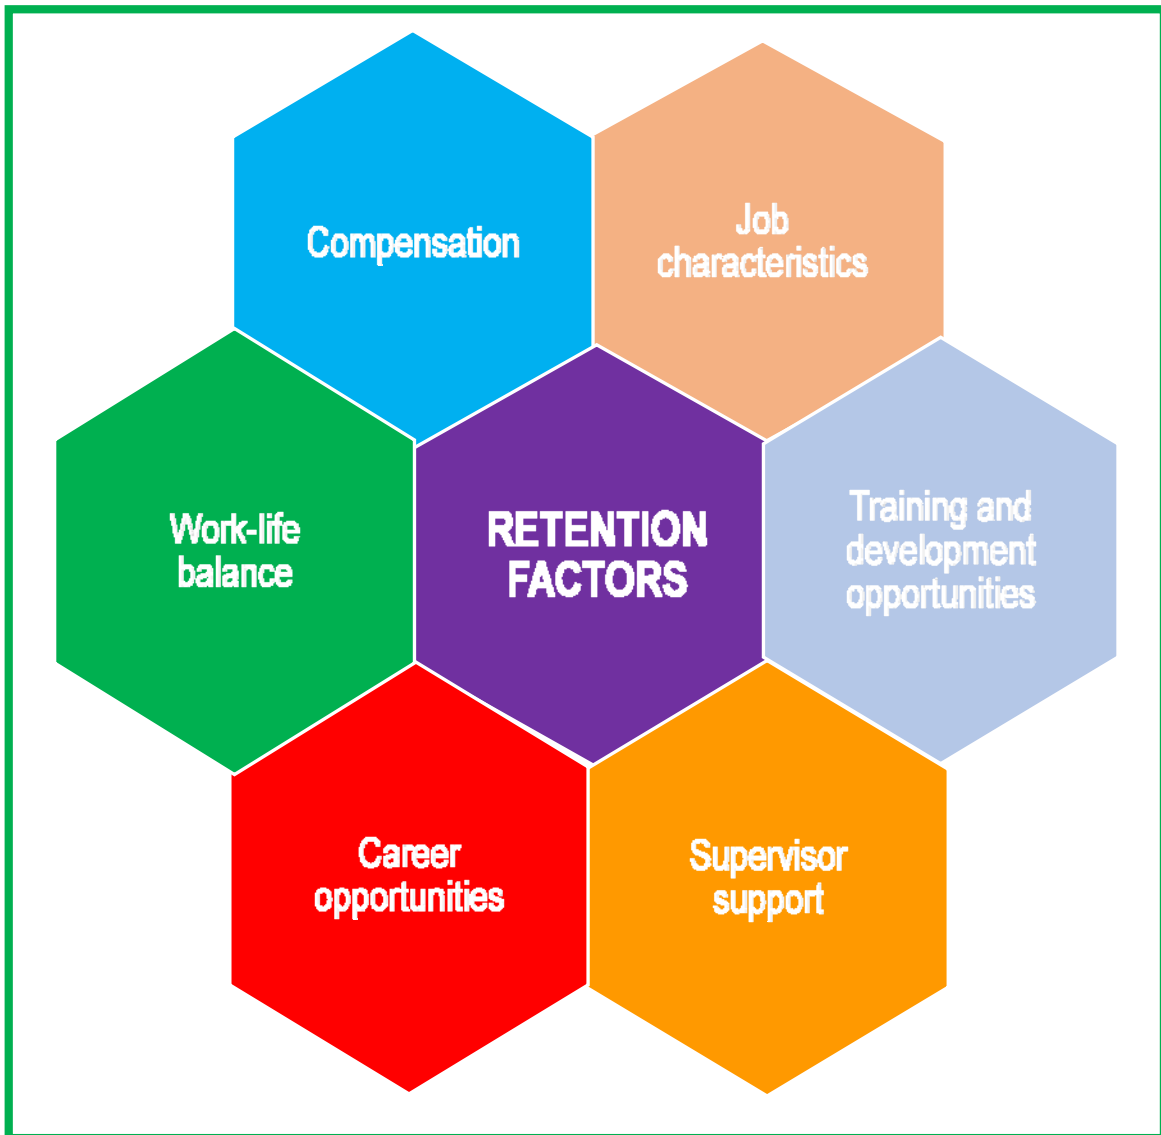 Compensation
Job
characteristics
Work-life
balance
RETENTION
FACTORS
Training and
development
opportunities
Career
opportunities
Supervisor
support